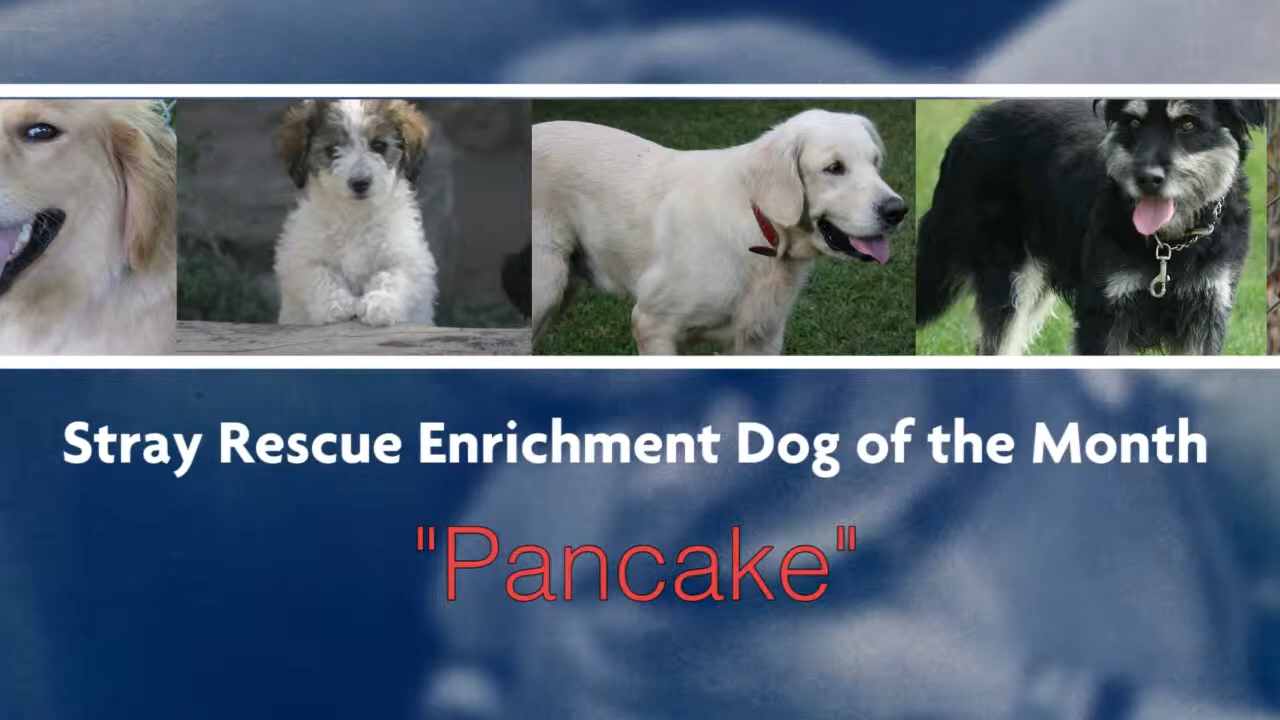 Stray Rescue Enrichment Dog of the Month
"Pancake"